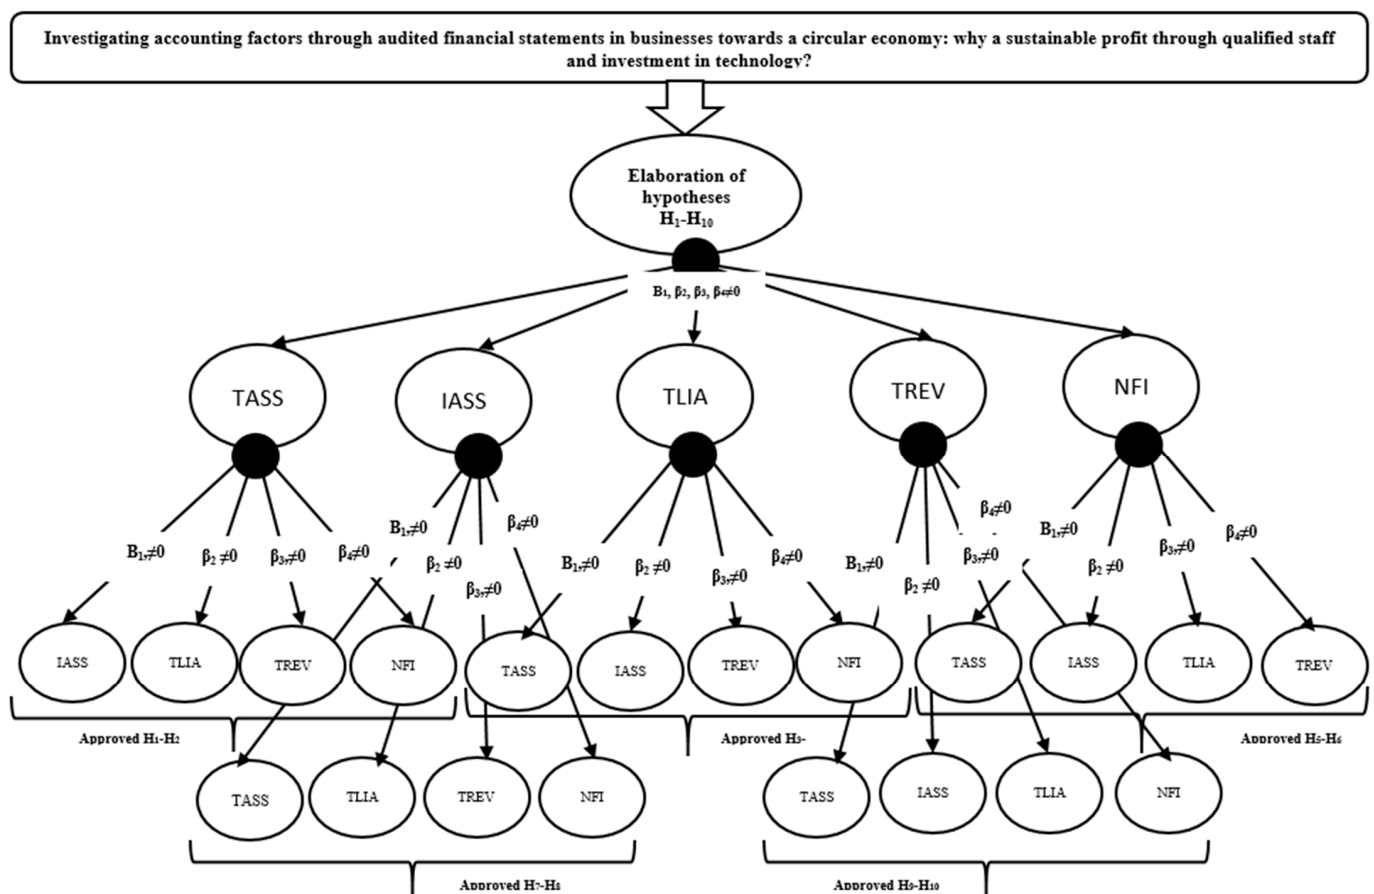 Investigating accounting factors through audited financial statements in businesses towards a circular economy: why a sustainable profit through qualified staff
and investment in technology?
Elaboration of
hypotheses
H₁-H₁₀
B₁, β₂, β₃, β₄≠0
TASS
IASS
TLIA
TREV
NFI
B₁,≠0
β₂ ≠0
β₃,≠0
β₄≠0
B₁,≠0
β₂ ≠0
β₃,≠0
β₄≠0
B₁,≠0
β₂ ≠0
β₃,≠0
β₄≠0
B₁,≠0
β₂ ≠0
β₃,≠0
β₄≠0
B₁,≠0
β₂ ≠0
β₃,≠0
β₄≠0
IASS
TLIA
TREV
NFI
TASS
IASS
TREV
NFI
TASS
IASS
TLIA
TREV
Approved H₁-H₂
Approved H₃-
Approved H₅-H₆
TASS
TLIA
TREV
NFI
TASS
IASS
TLIA
NFI
Approved H₇-H₈
Approved H₉-H₁₀